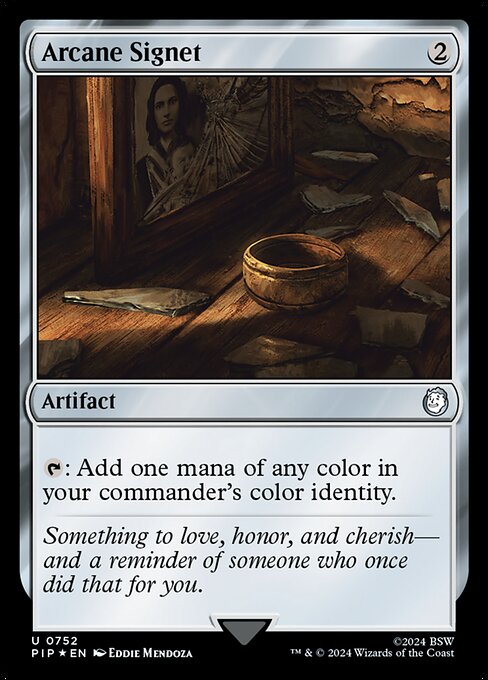 Arcane Signet 2
Artifact
T: Add one mana of any color in
your commander's color identity.
Something to love, honor, and cherish—
and a reminder of someone who once
did that for you.
U 0752
PIP ★ EN Eddie Mendoza
©2024 BSW
™ & © 2024 Wizards of the Coast